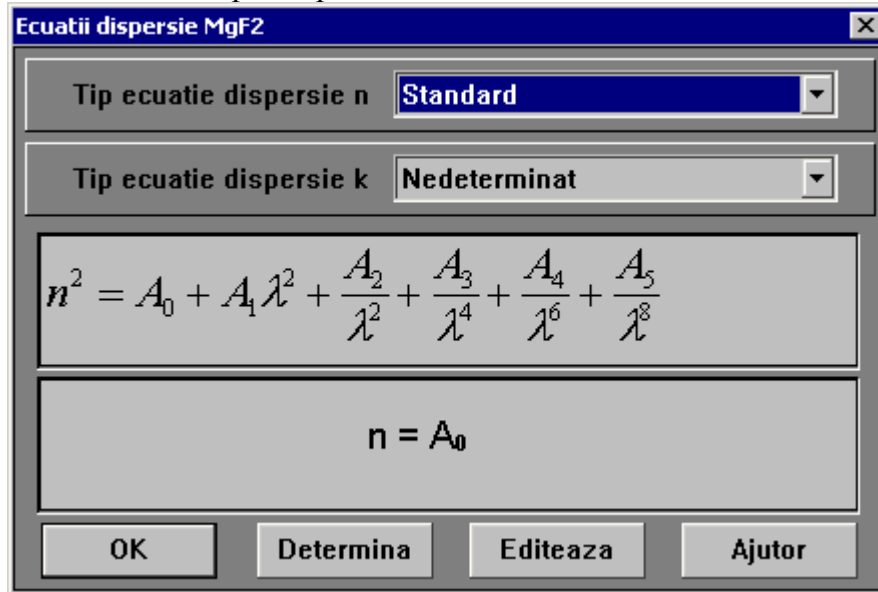 Ecuatii dispersie MgF2
Tip ecuatie dispersie n Standard
Tip ecuatie dispersie k Nedeterminat
n² = A₀ + A₁λ² + A₂/λ² + A₃/λ⁴ + A₄/λ⁶ + A₅/λ⁸
n = A₀
OK Determina Editeaza Ajutor